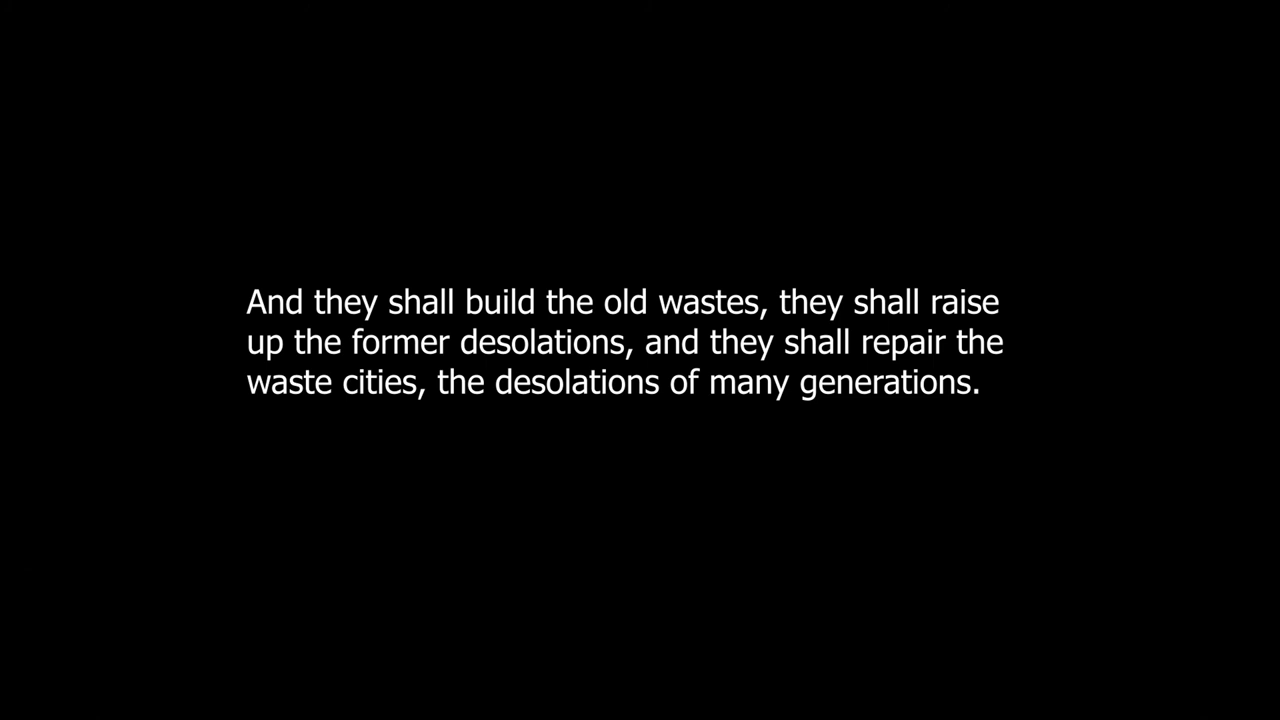 And they shall build the old wastes, they shall raise
up the former desolations, and they shall repair the
waste cities, the desolations of many generations.